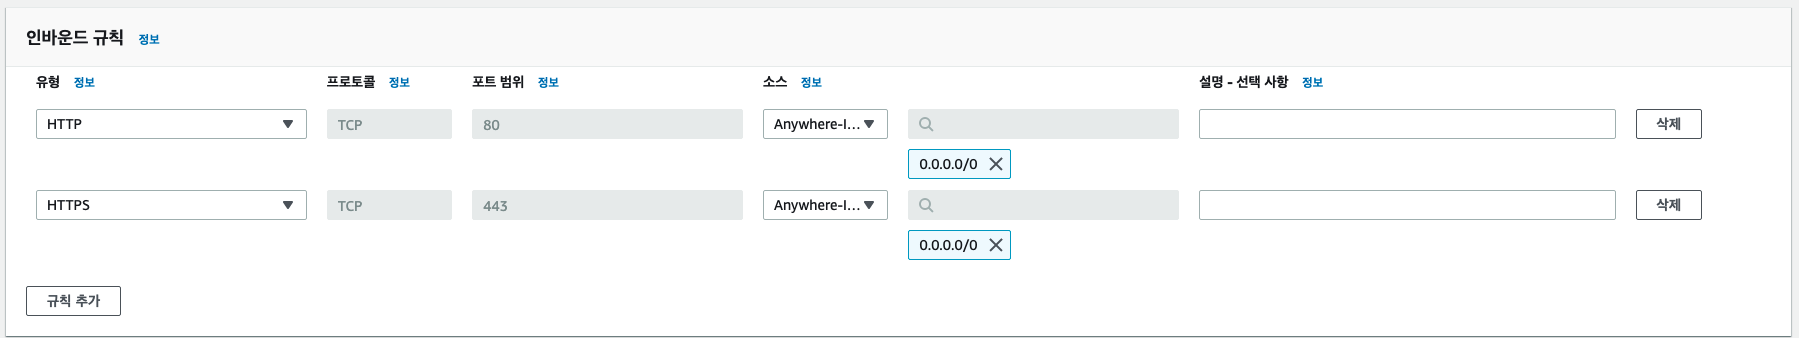 인바운드 규칙 정보
유형 정보 프로토콜 정보 포트 범위 정보 소스 정보 설명 - 선택 사항 정보
HTTP TCP 80 Anywhere-I... 삭제
0.0.0.0/0
HTTPS TCP 443 Anywhere-I... 삭제
0.0.0.0/0
규칙 추가